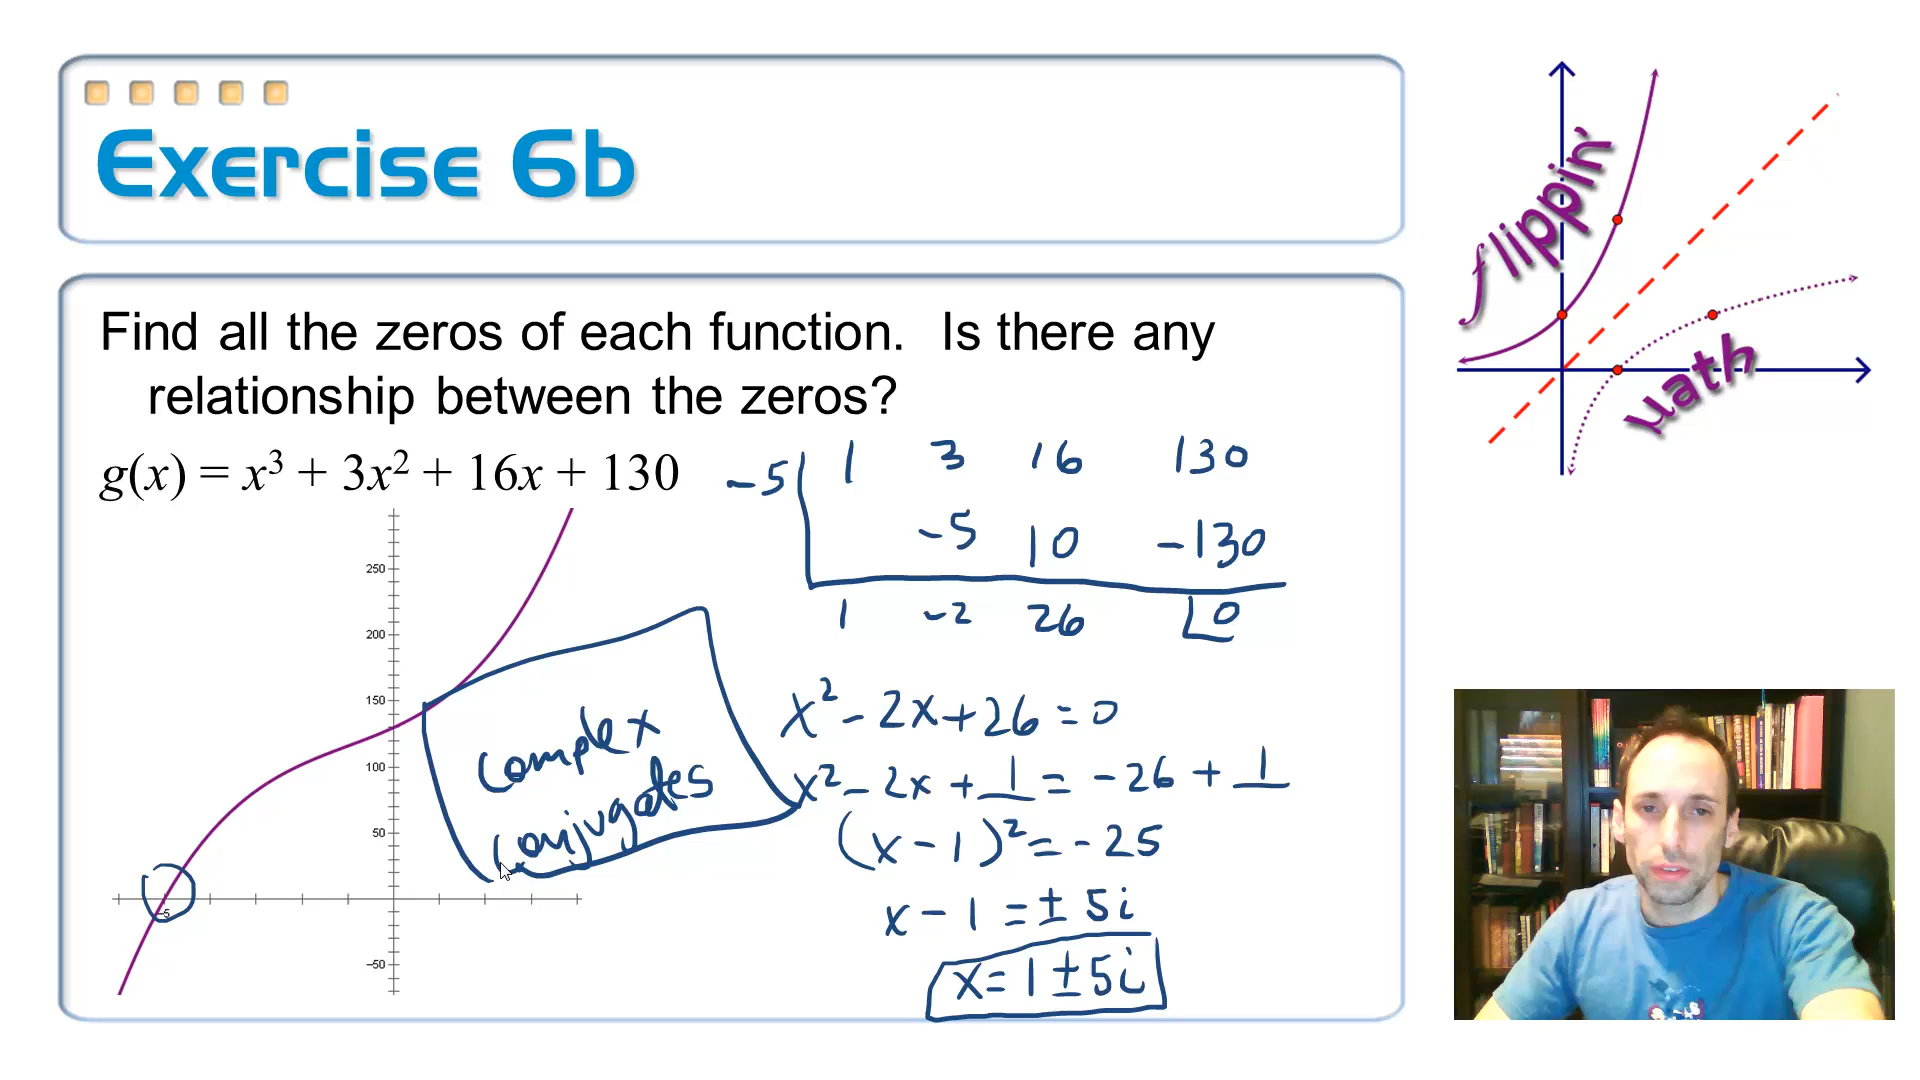 Exercise 6b
flippin'
math
Find all the zeros of each function. Is there any
relationship between the zeros?
g(x) = x³ + 3x² + 16x + 130
-5 | 1 3 16 130
-5 10 -130
1 -2 26 0
250
200
150
100
50
-5
-50
complex
conjugates
x² - 2x + 26 = 0
x² - 2x + 1 = -26 + 1
(x - 1)² = -25
x - 1 = ± 5i
x = 1 ± 5i